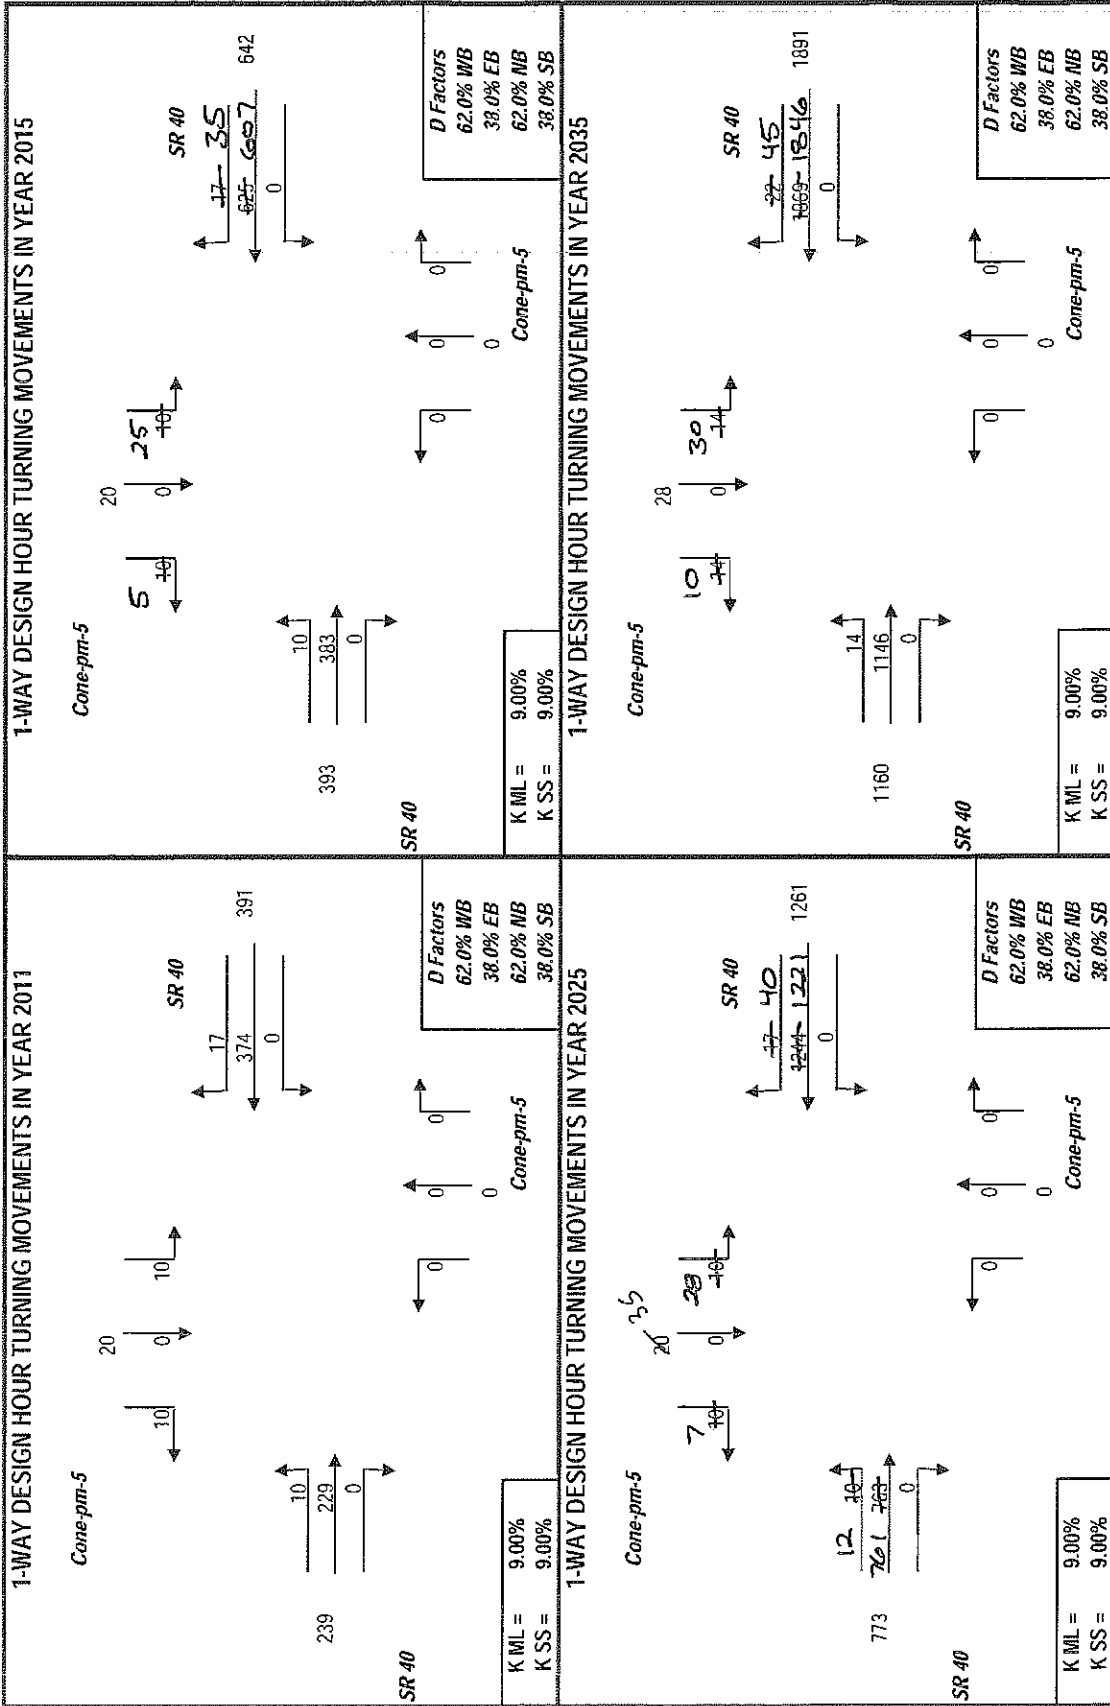 1-WAY DESIGN HOUR TURNING MOVEMENTS IN YEAR 2011
Cone-pm-5
20
10 0 10
SR 40
17
374 391
0
10
239 229
0
SR 40
0 0 0
0
Cone-pm-5
K ML = 9.00%
K SS = 9.00%
D Factors
62.0% WB
38.0% EB
62.0% NB
38.0% SB
1-WAY DESIGN HOUR TURNING MOVEMENTS IN YEAR 2015
Cone-pm-5
20
5 25
10 0 10
SR 40
17 35
625 607 642
0
10
393 383
0
SR 40
0 0 0
0
Cone-pm-5
K ML = 9.00%
K SS = 9.00%
D Factors
62.0% WB
38.0% EB
62.0% NB
38.0% SB
1-WAY DESIGN HOUR TURNING MOVEMENTS IN YEAR 2025
Cone-pm-5
20 35
7 28
10 0 10
SR 40
17 40
1244 1221 1261
0
12 10
773 761 763
0
SR 40
0 0 0
0
Cone-pm-5
K ML = 9.00%
K SS = 9.00%
D Factors
62.0% WB
38.0% EB
62.0% NB
38.0% SB
1-WAY DESIGN HOUR TURNING MOVEMENTS IN YEAR 2035
Cone-pm-5
28
10 30
14 0 14
SR 40
22 45
1869 1846 1891
0
14
1160 1146
0
SR 40
0 0 0
0
Cone-pm-5
K ML = 9.00%
K SS = 9.00%
D Factors
62.0% WB
38.0% EB
62.0% NB
38.0% SB